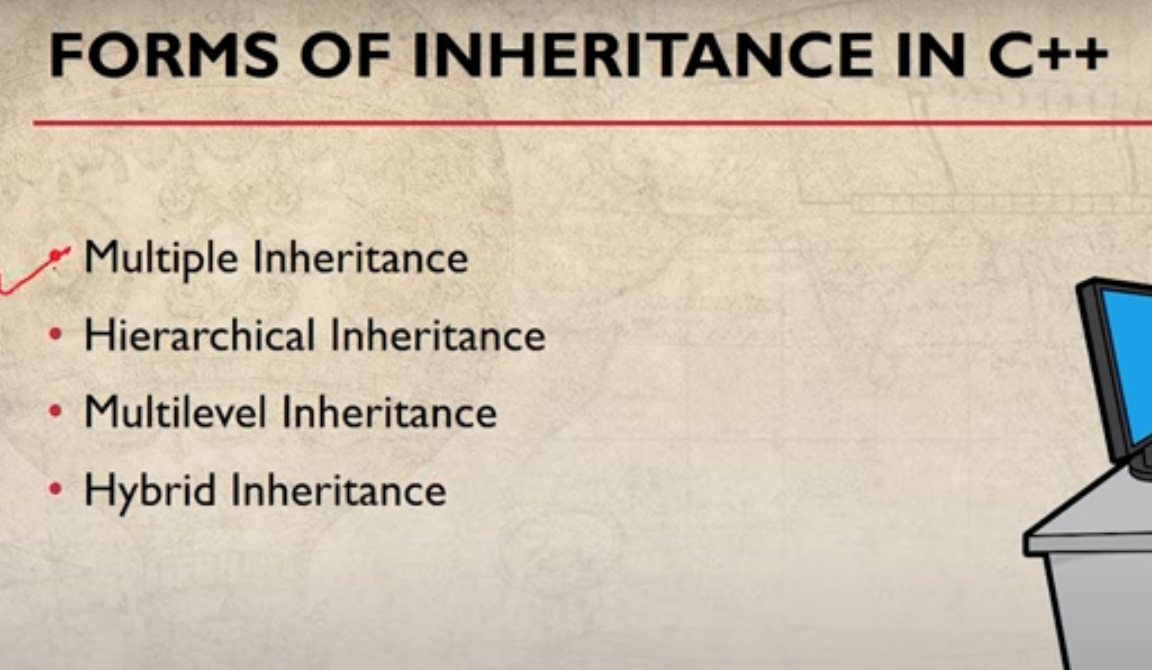 FORMS OF INHERITANCE IN C++
Multiple Inheritance
Hierarchical Inheritance
Multilevel Inheritance
Hybrid Inheritance